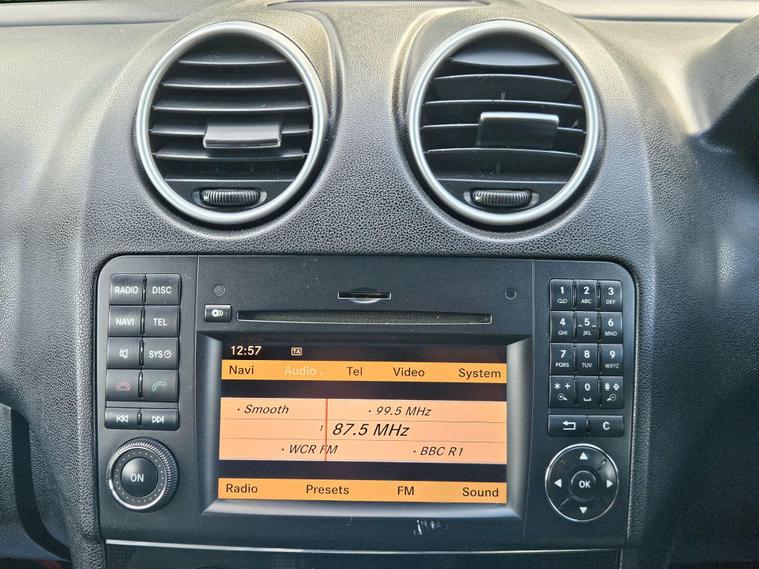 RADIO DISC
NAVI TEL
SYS
ON
12:57 TA
Navi Audio Tel Video System
• Smooth • 99.5 MHz
1 87.5 MHz
• WCR FM • BBC R1
Radio Presets FM Sound
1 2 ABC 3 DEF
4 GHI 5 JKL 6 MNO
7 PQRS 8 TUV 9 WXYZ
* + 0 #
C
OK